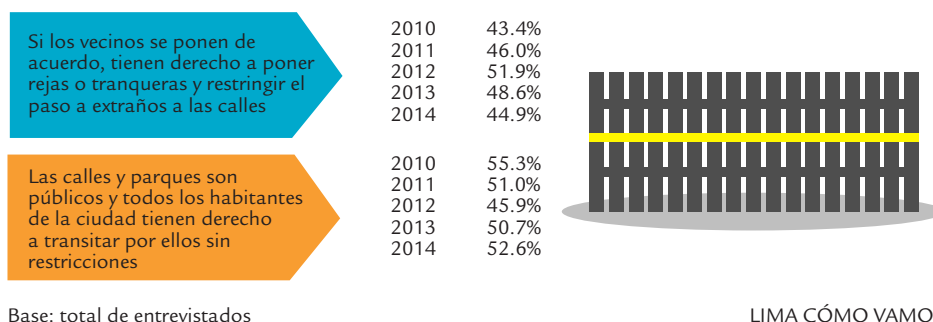 Si los vecinos se ponen de
acuerdo, tienen derecho a poner
rejas o tranqueras y restringir el
paso a extraños a las calles
2010 43.4%
2011 46.0%
2012 51.9%
2013 48.6%
2014 44.9%
Las calles y parques son
públicos y todos los habitantes
de la ciudad tienen derecho
a transitar por ellos sin
restricciones
2010 55.3%
2011 51.0%
2012 45.9%
2013 50.7%
2014 52.6%
Base: total de entrevistados
LIMA CÓMO VAMO